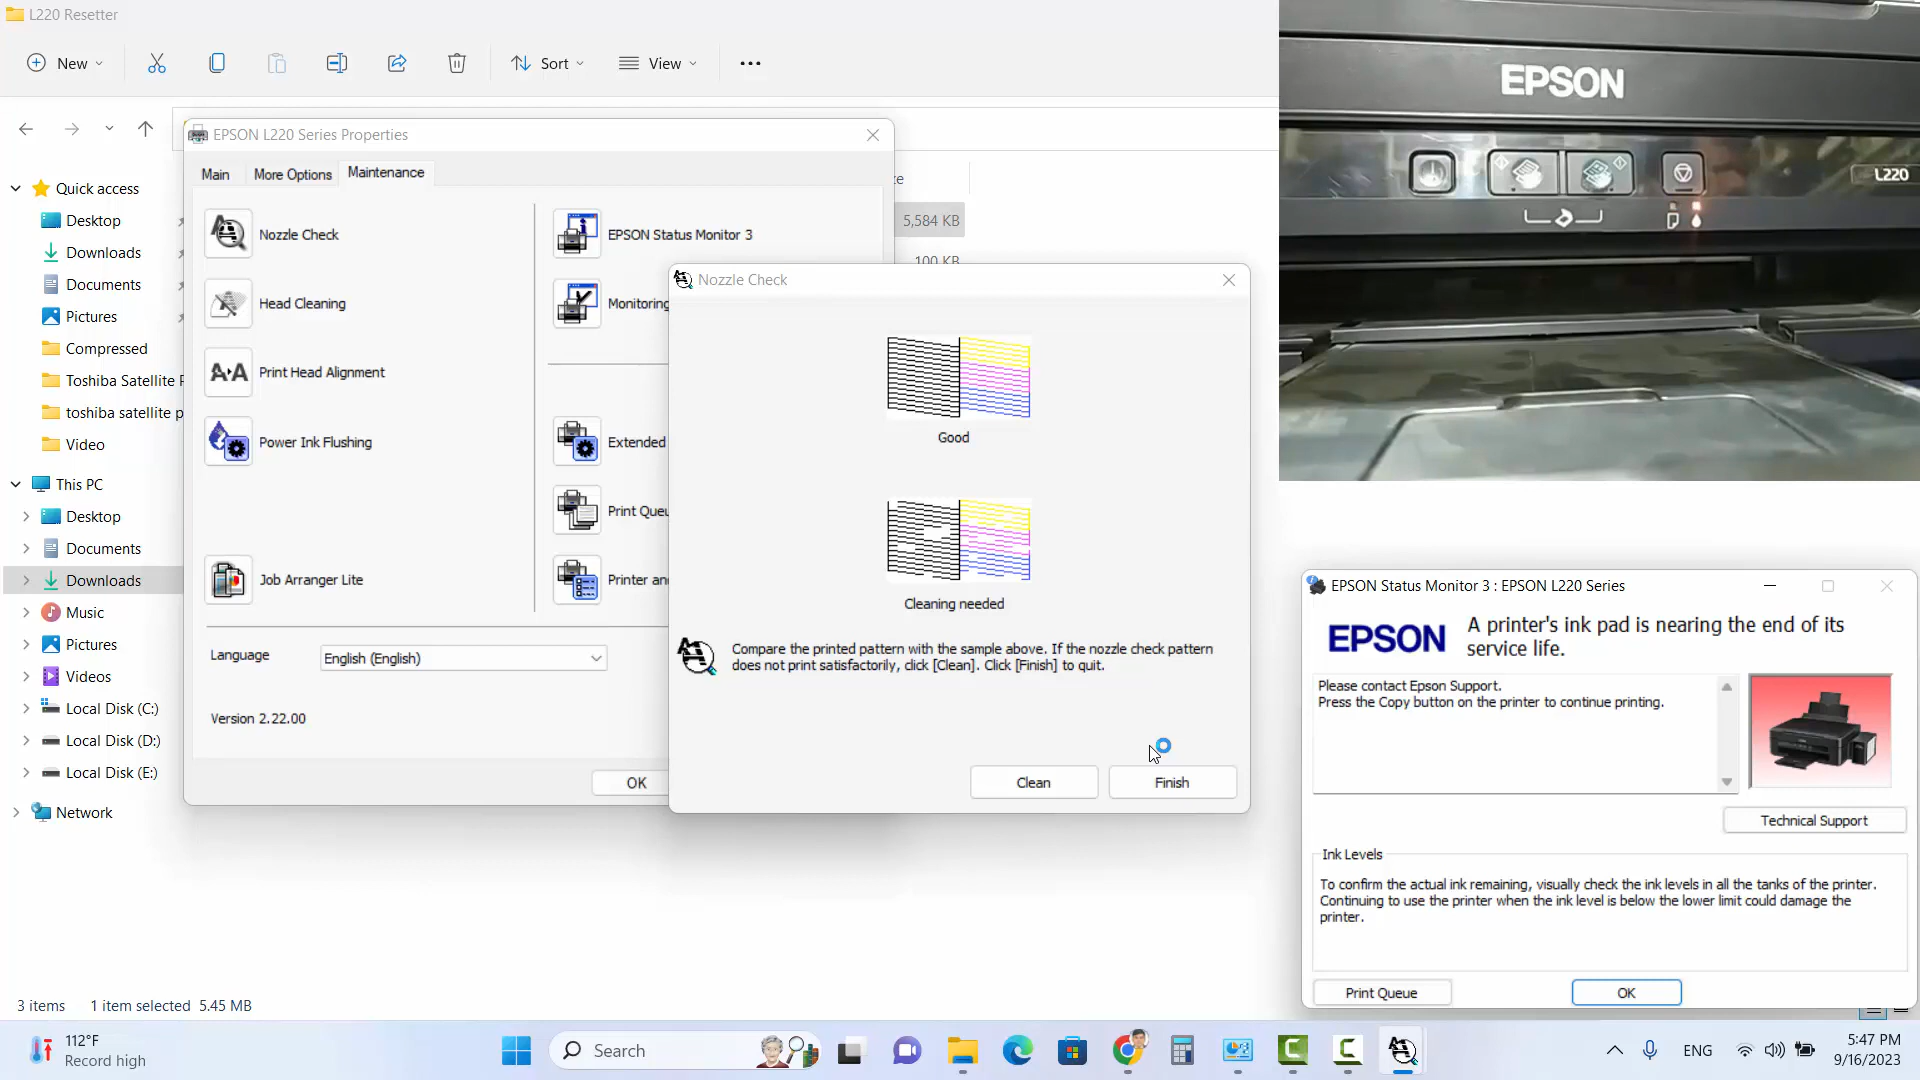 L220 Resetter
New
Sort
View
EPSON L220 Series Properties
Main
More Options
Maintenance
Nozzle Check
Head Cleaning
Print Head Alignment
Power Ink Flushing
Job Arranger Lite
EPSON Status Monitor 3
Monitoring
Extended
Print Queu
Printer an
Language
English (English)
Version 2.22.00
OK
ze
5,584 KB
100 KB
Quick access
Desktop
Downloads
Documents
Pictures
Compressed
Toshiba Satellite P
toshiba satellite p
Video
This PC
Desktop
Documents
Downloads
Music
Pictures
Videos
Local Disk (C:)
Local Disk (D:)
Local Disk (E:)
Network
Nozzle Check
Good
Cleaning needed
Compare the printed pattern with the sample above. If the nozzle check pattern
does not print satisfactorily, click [Clean]. Click [Finish] to quit.
Clean
Finish
EPSON
L220
EPSON Status Monitor 3 : EPSON L220 Series
EPSON
A printer's ink pad is nearing the end of its
service life.
Please contact Epson Support.
Press the Copy button on the printer to continue printing.
Technical Support
Ink Levels
To confirm the actual ink remaining, visually check the ink levels in all the tanks of the printer.
Continuing to use the printer when the ink level is below the lower limit could damage the
printer.
Print Queue
OK
3 items
1 item selected 5.45 MB
112°F
Record high
Search
ENG
5:47 PM
9/16/2023